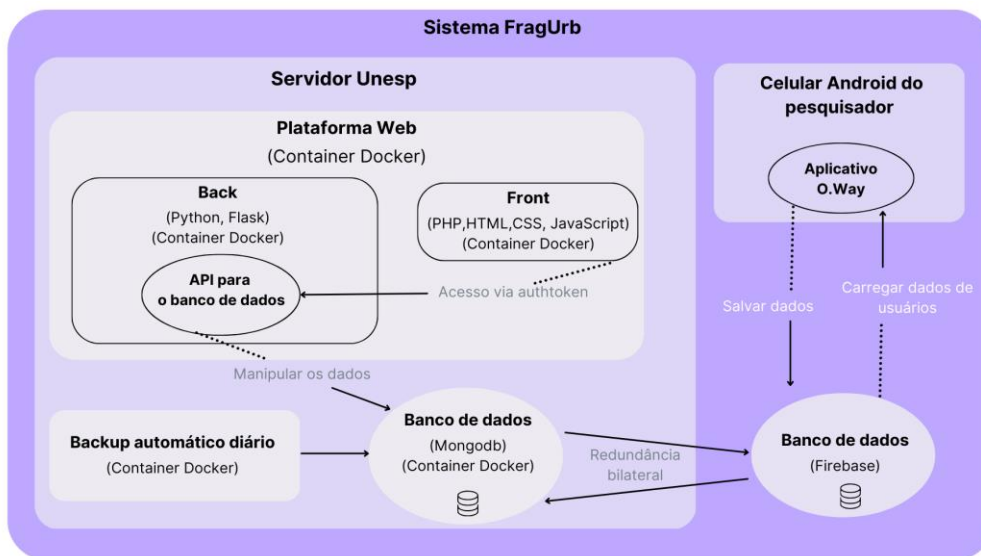 Sistema FragUrb
Servidor Unesp
Plataforma Web
(Container Docker)
Back
(Python, Flask)
(Container Docker)
API para
o banco de dados
Front
(PHP,HTML,CSS, JavaScript)
(Container Docker)
Acesso via authtoken
Manipular os dados
Backup automático diário
(Container Docker)
Banco de dados
(Mongodb)
(Container Docker)
Redundância
bilateral
Celular Android do
pesquisador
Aplicativo
O.Way
Salvar dados
Carregar dados de
usuários
Banco de dados
(Firebase)